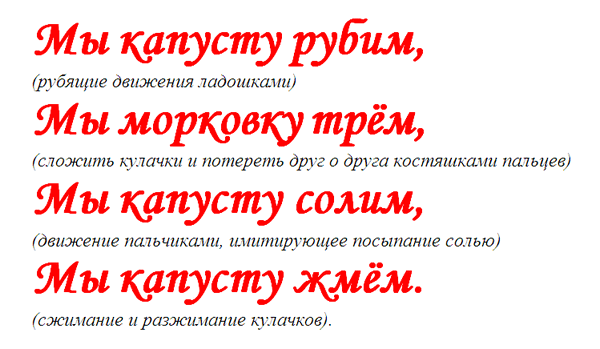 Мы капусту рубим,
(рубящие движения ладошками)
Мы морковку трём,
(сложить кулачки и потереть друг о друга костяшками пальцев)
Мы капусту солим,
(движение пальчиками, имитирующее посыпание солью)
Мы капусту жмём.
(сжимание и разжимание кулачков).